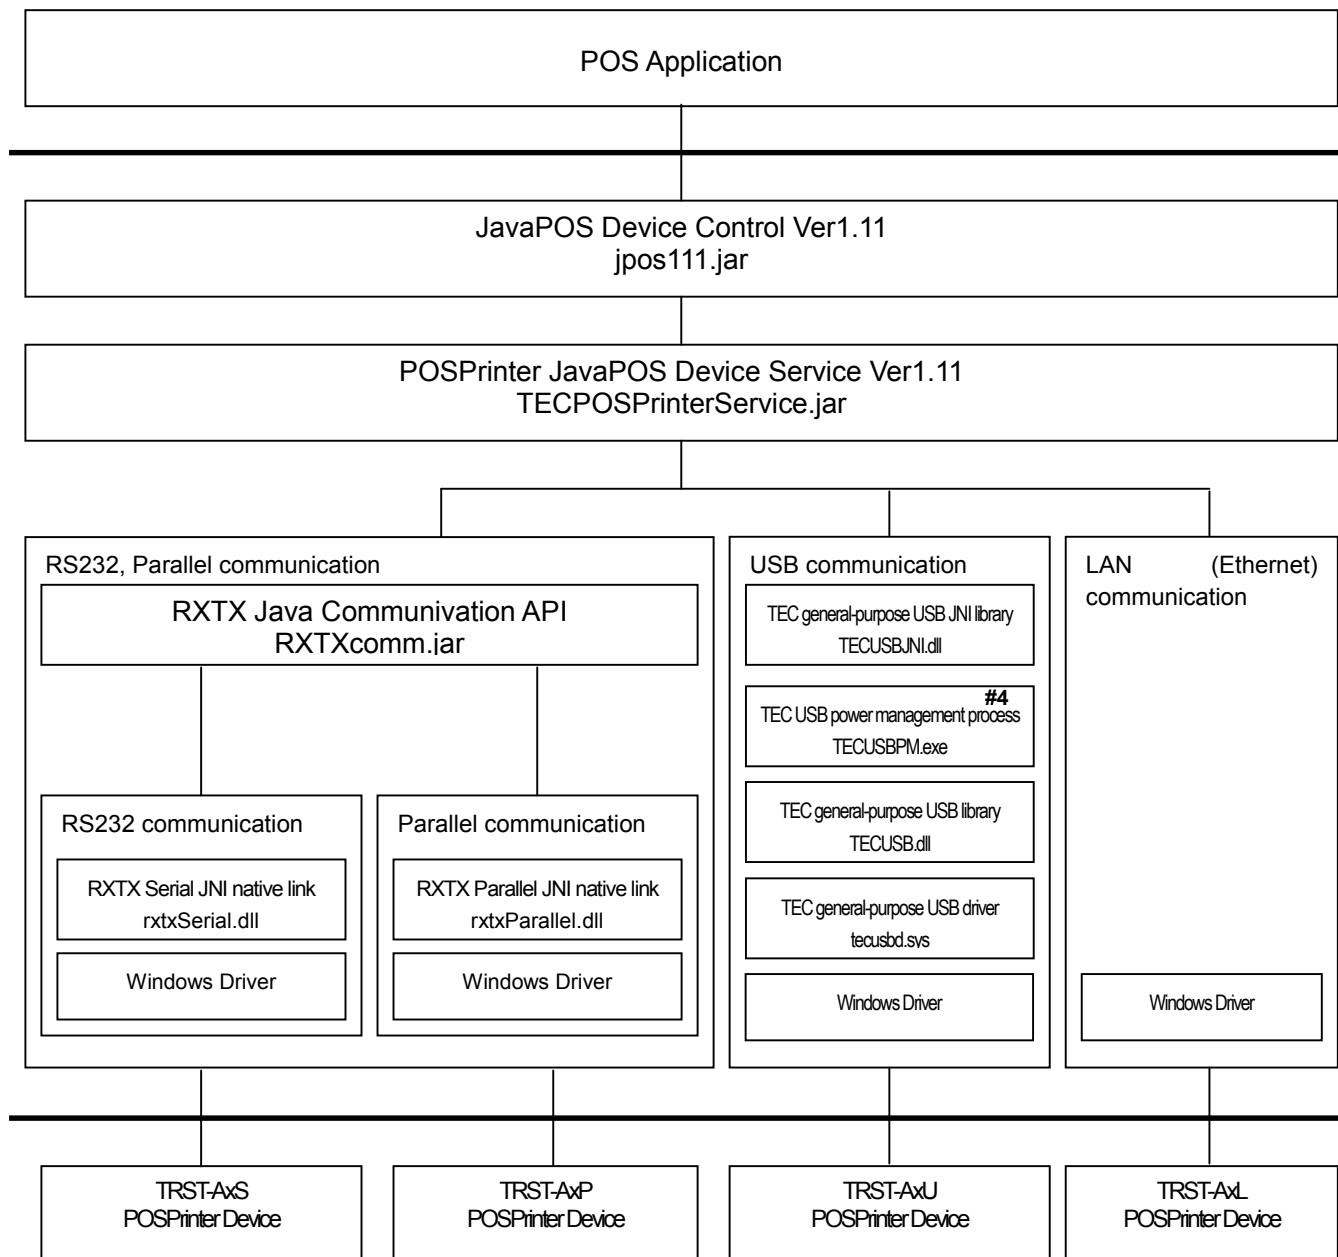 POS Application
JavaPOS Device Control Ver1.11
jpos111.jar
POSPrinter JavaPOS Device Service Ver1.11
TECPOSPrinterService.jar
RS232, Parallel communication
RXTX Java Communivation API
RXTXcomm.jar
RS232 communication
RXTX Serial JNI native link
rxtxSerial.dll
Windows Driver
Parallel communication
RXTX Parallel JNI native link
rxtxParallel.dll
Windows Driver
USB communication
TEC general-purpose USB JNI library
TECUSBJNI.dll
#4
TEC USB power management process
TECUSBPM.exe
TEC general-purpose USB library
TECUSB.dll
TEC general-purpose USB driver
tecusbd.sys
Windows Driver
LAN (Ethernet)
communication
Windows Driver
TRST-AxS
POSPrinter Device
TRST-AxP
POSPrinter Device
TRST-AxU
POSPrinter Device
TRST-AxL
POSPrinter Device